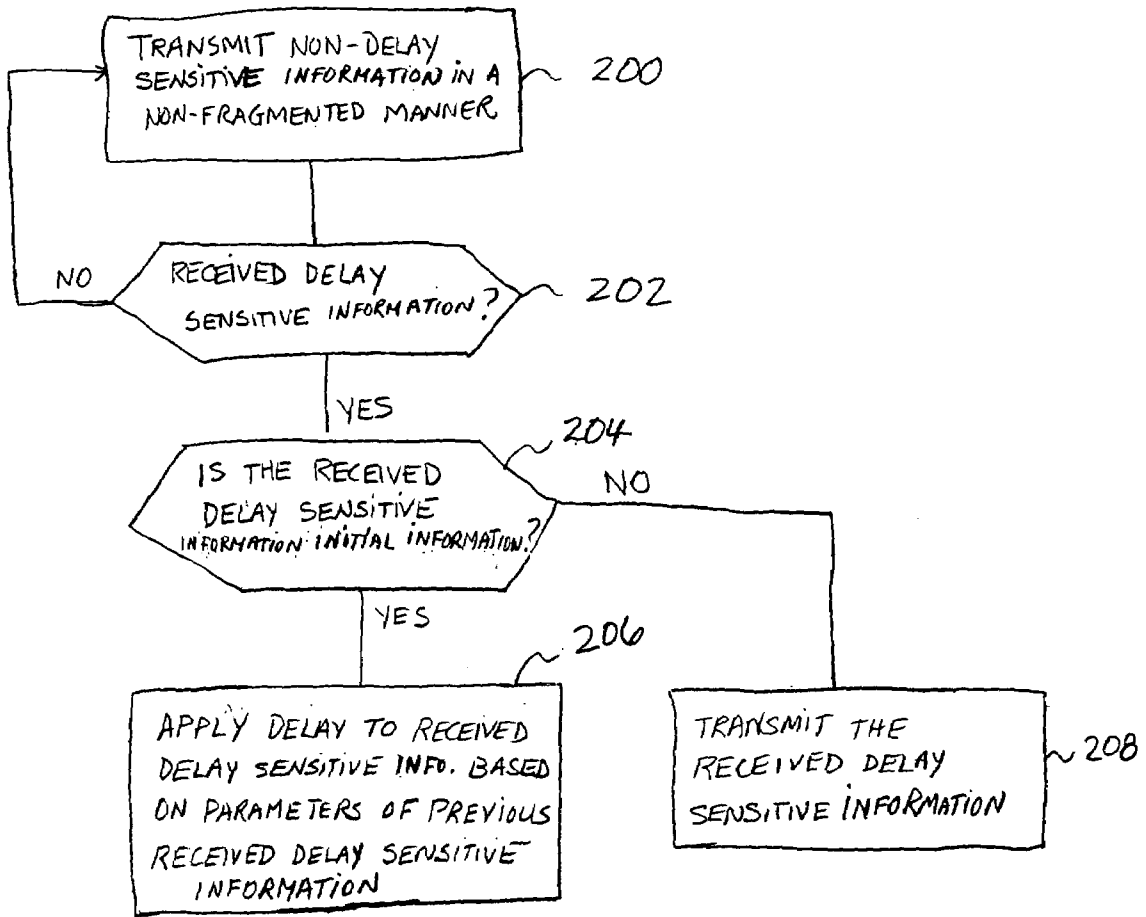 TRANSMIT NON-DELAY
SENSITIVE INFORMATION IN A
NON-FRAGMENTED MANNER
200
NO
RECEIVED DELAY
SENSITIVE INFORMATION?
202
YES
204
IS THE RECEIVED
DELAY SENSITIVE
INFORMATION INITIAL INFORMATION?
NO
YES
206
APPLY DELAY TO RECEIVED
DELAY SENSITIVE INFO. BASED
ON PARAMETERS OF PREVIOUS
RECEIVED DELAY SENSITIVE
INFORMATION
TRANSMIT THE
RECEIVED DELAY
SENSITIVE INFORMATION
208